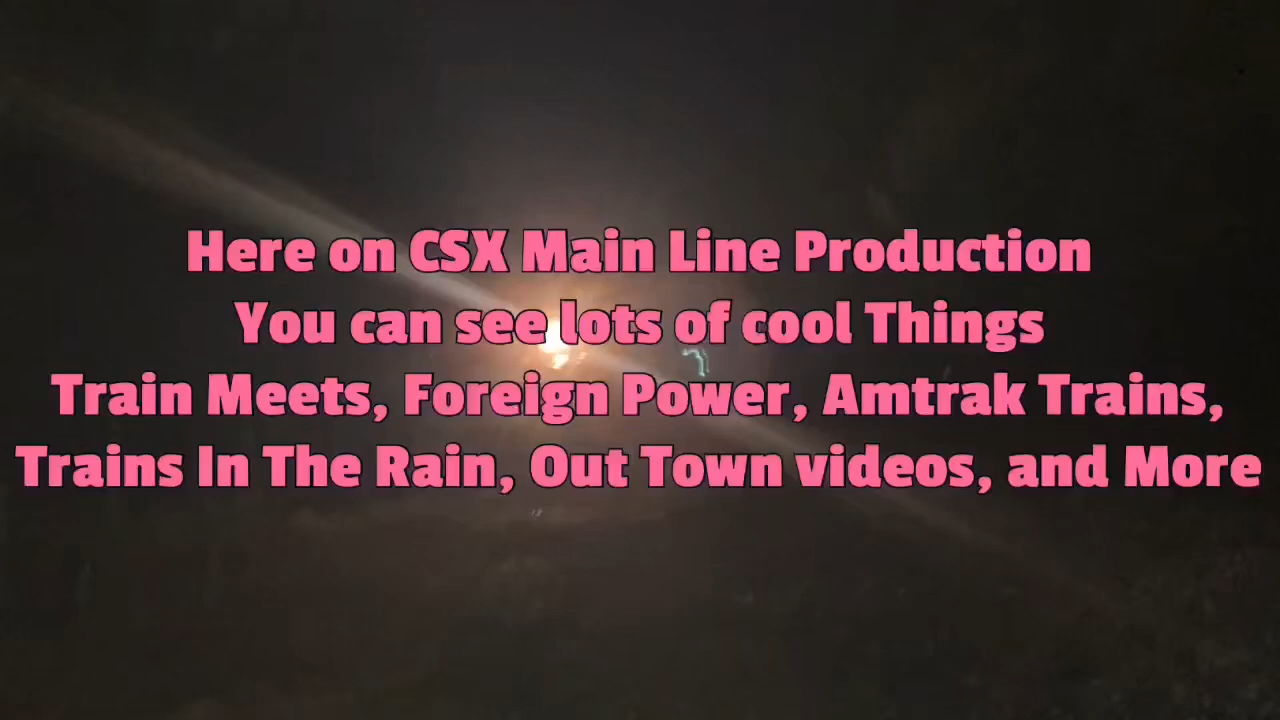 Here on CSX Main Line Production
You can see lots of cool Things
Train Meets, Foreign Power, Amtrak Trains,
Trains In The Rain, Out Town videos, and More